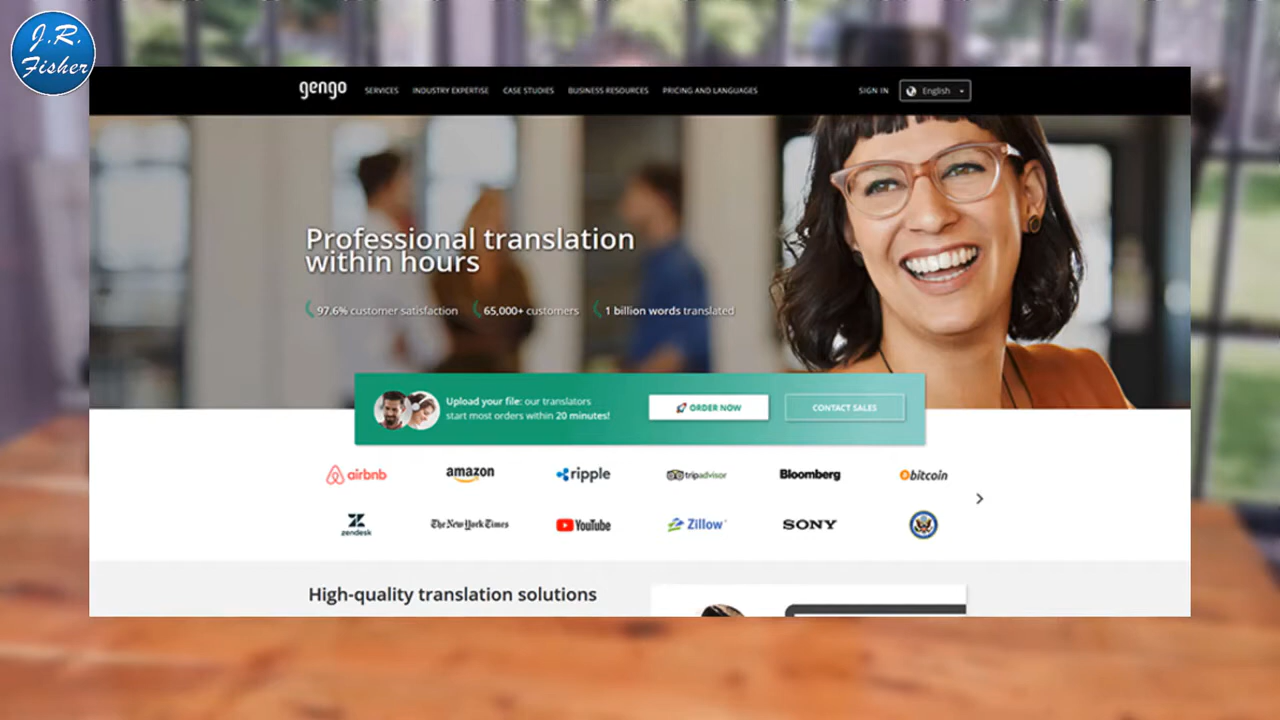 J.R.
Fisher
gengo SERVICES INDUSTRY EXPERTISE CASE STUDIES BUSINESS RESOURCES PRICING AND LANGUAGES SIGN IN English
Professional translation
within hours
97.6% customer satisfaction 65,000+ customers 1 billion words translated
Upload your file: our translators
start most orders within 20 minutes!
ORDER NOW CONTACT SALES
airbnb amazon ripple tripadvisor Bloomberg bitcoin
zendesk The New York Times YouTube Zillow SONY
High-quality translation solutions